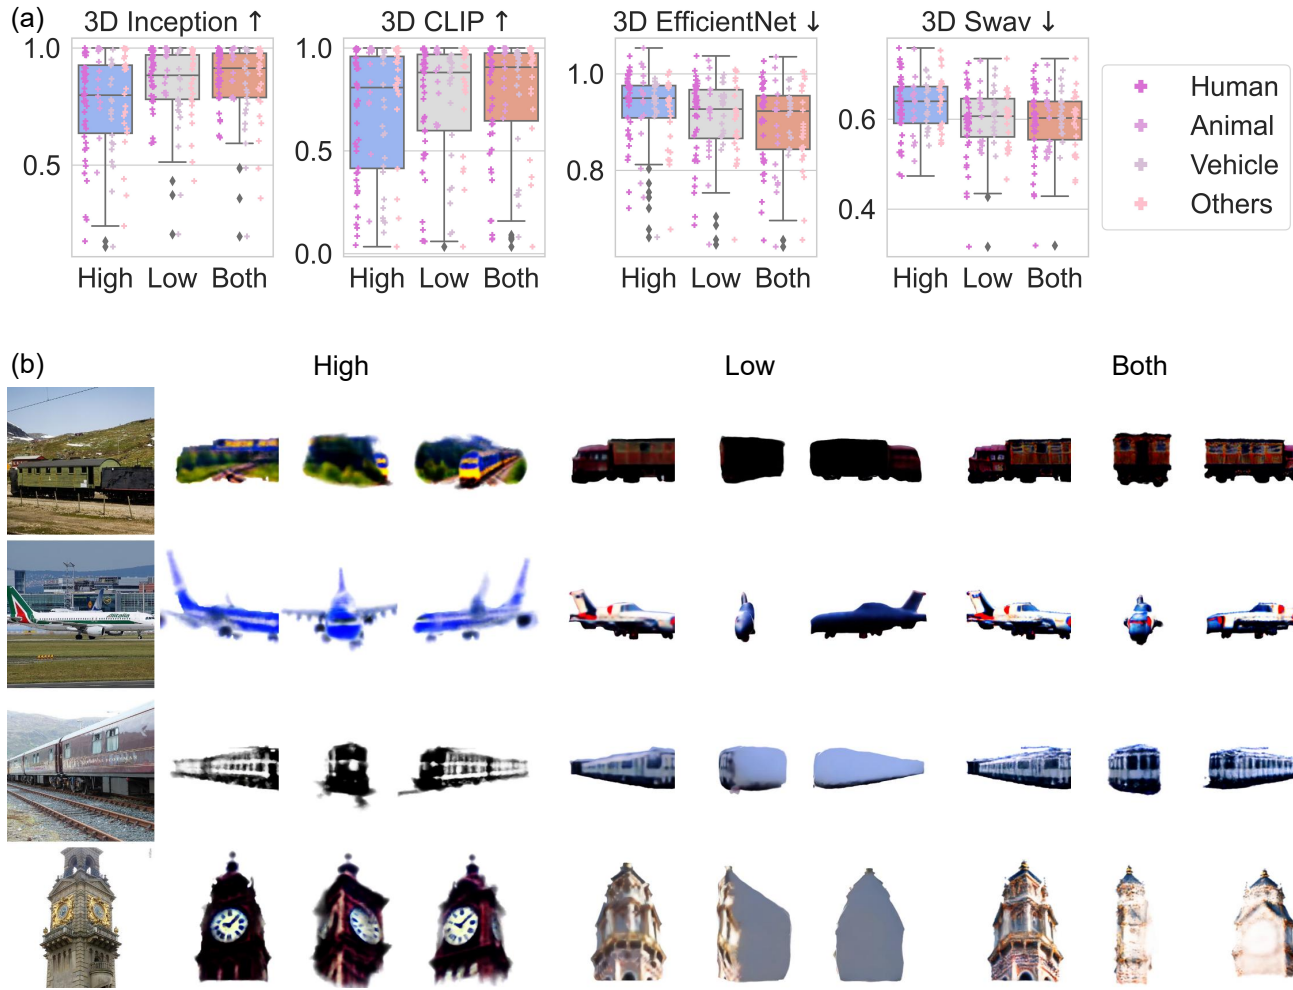 (a)
3D Inception ↑
3D CLIP ↑
3D EfficientNet ↓
3D Swav ↓
1.0
0.5
High Low Both
1.0
0.5
0.0
High Low Both
1.0
0.8
High Low Both
0.6
0.4
High Low Both
Human
Animal
Vehicle
Others
(b)
High
Low
Both